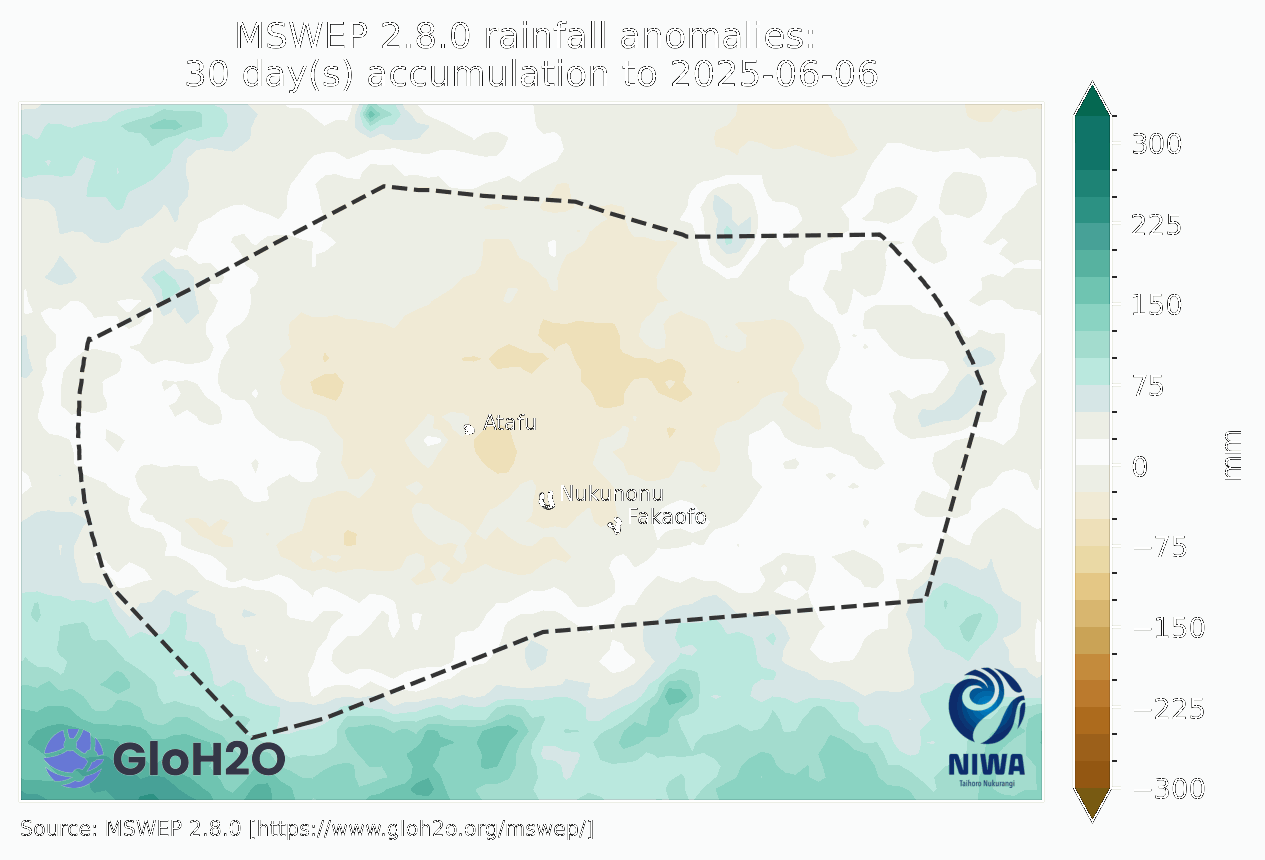 MSWEP 2.8.0 rainfall anomalies:
30 day(s) accumulation to 2025-06-06
300
225
150
75
0
−75
−150
−225
−300
mm
Atafu
Nukunonu
Fakaofo
GloH2O
NIWA
Taihoro Nukurangi
Source: MSWEP 2.8.0 [https://www.gloh2o.org/mswep/]